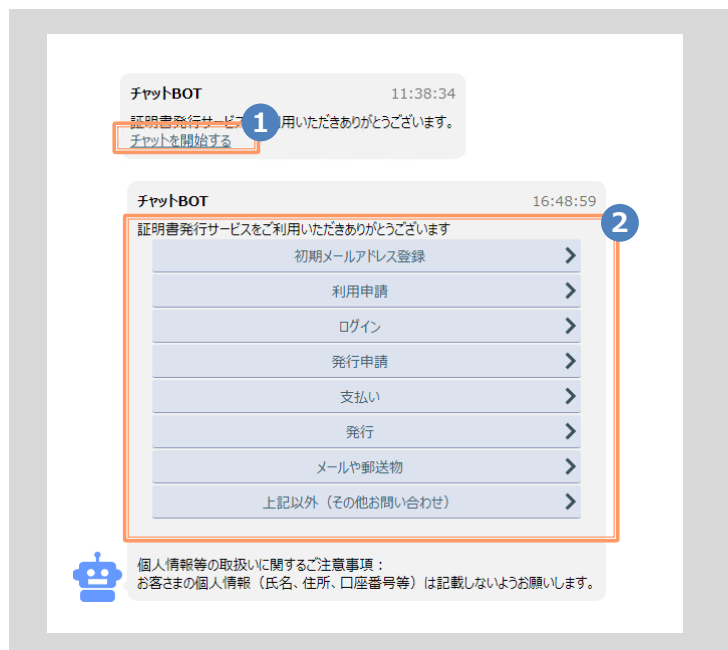 チャットBOT 11:38:34
1
証明書発行サービス 用いただきありがとうございます。
チャットを開始する
チャットBOT 16:48:59
2
証明書発行サービスをご利用いただきありがとうございます
初期メールアドレス登録
利用申請
ログイン
発行申請
支払い
発行
メールや郵送物
上記以外（その他お問い合わせ）
個人情報等の取扱いに関するご注意事項：
お客さまの個人情報（氏名、住所、口座番号等）は記載しないようお願いします。